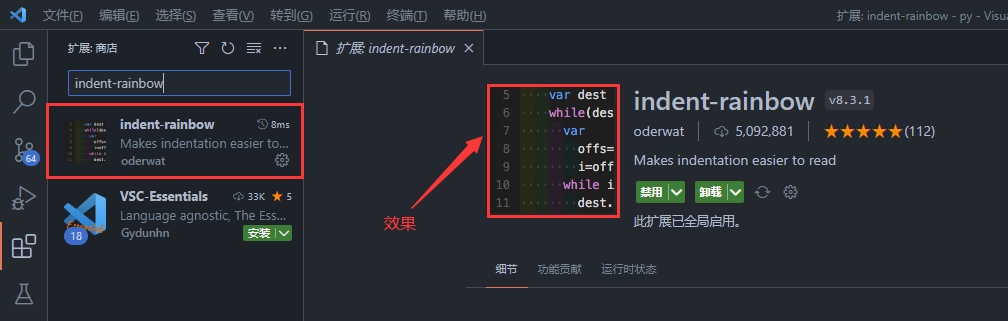 文件(F) 编辑(E) 选择(S) 查看(V) 转到(G) 运行(R) 终端(T) 帮助(H) 扩展: indent-rainbow - py - Visu
扩展: 商店
indent-rainbow
indent-rainbow 8ms
Makes indentation easier to...
oderwat
VSC-Essentials 33K 5
Language agnostic, The Ess...
Gydunhn 安装
64
18
扩展: indent-rainbow
5 var dest
6 while(des
7 var
8 offs=
9 i=off
10 while i
11 dest.
效果
indent-rainbow v8.3.1
oderwat 5,092,881 (112)
Makes indentation easier to read
禁用 卸载
此扩展已全局启用。
细节 功能贡献 运行时状态